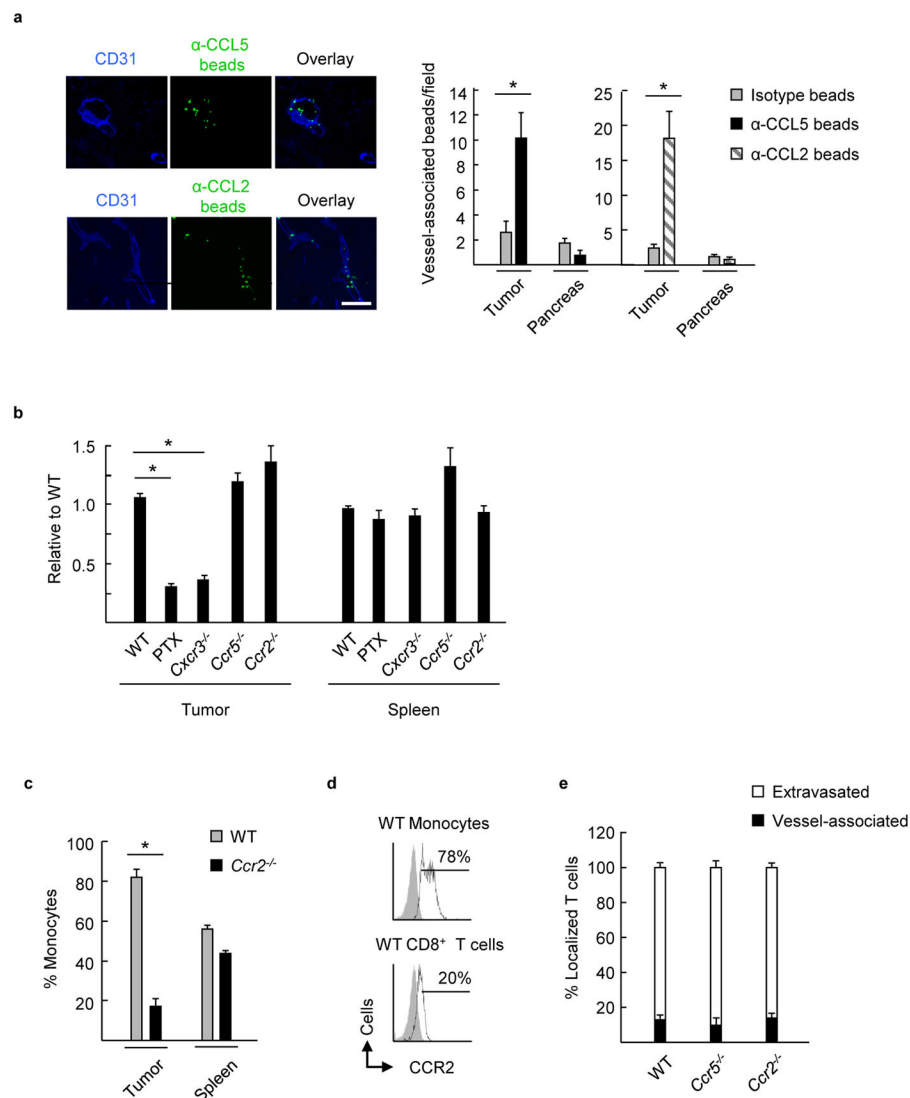 a
CD31
α-CCL5
beads
Overlay
CD31
α-CCL2
beads
Overlay
Vessel-associated beads/field
14
12
10
8
6
4
2
*
Tumor
Pancreas
25
20
15
10
5
*
Tumor
Pancreas
Isotype beads
α-CCL5 beads
α-CCL2 beads
b
Relative to WT
1.5
1.0
0.5
*
*
WT
PTX
Cxcr3-/-
Ccr5-/-
Ccr2-/-
Tumor
WT
PTX
Cxcr3-/-
Ccr5-/-
Ccr2-/-
Spleen
c
% Monocytes
100
80
60
40
20
*
WT
Ccr2-/-
Tumor
Spleen
d
WT Monocytes
78%
WT CD8+ T cells
20%
Cells
CCR2
e
Extravasated
Vessel-associated
% Localized T cells
120
100
80
60
40
20
WT
Ccr5-/-
Ccr2-/-